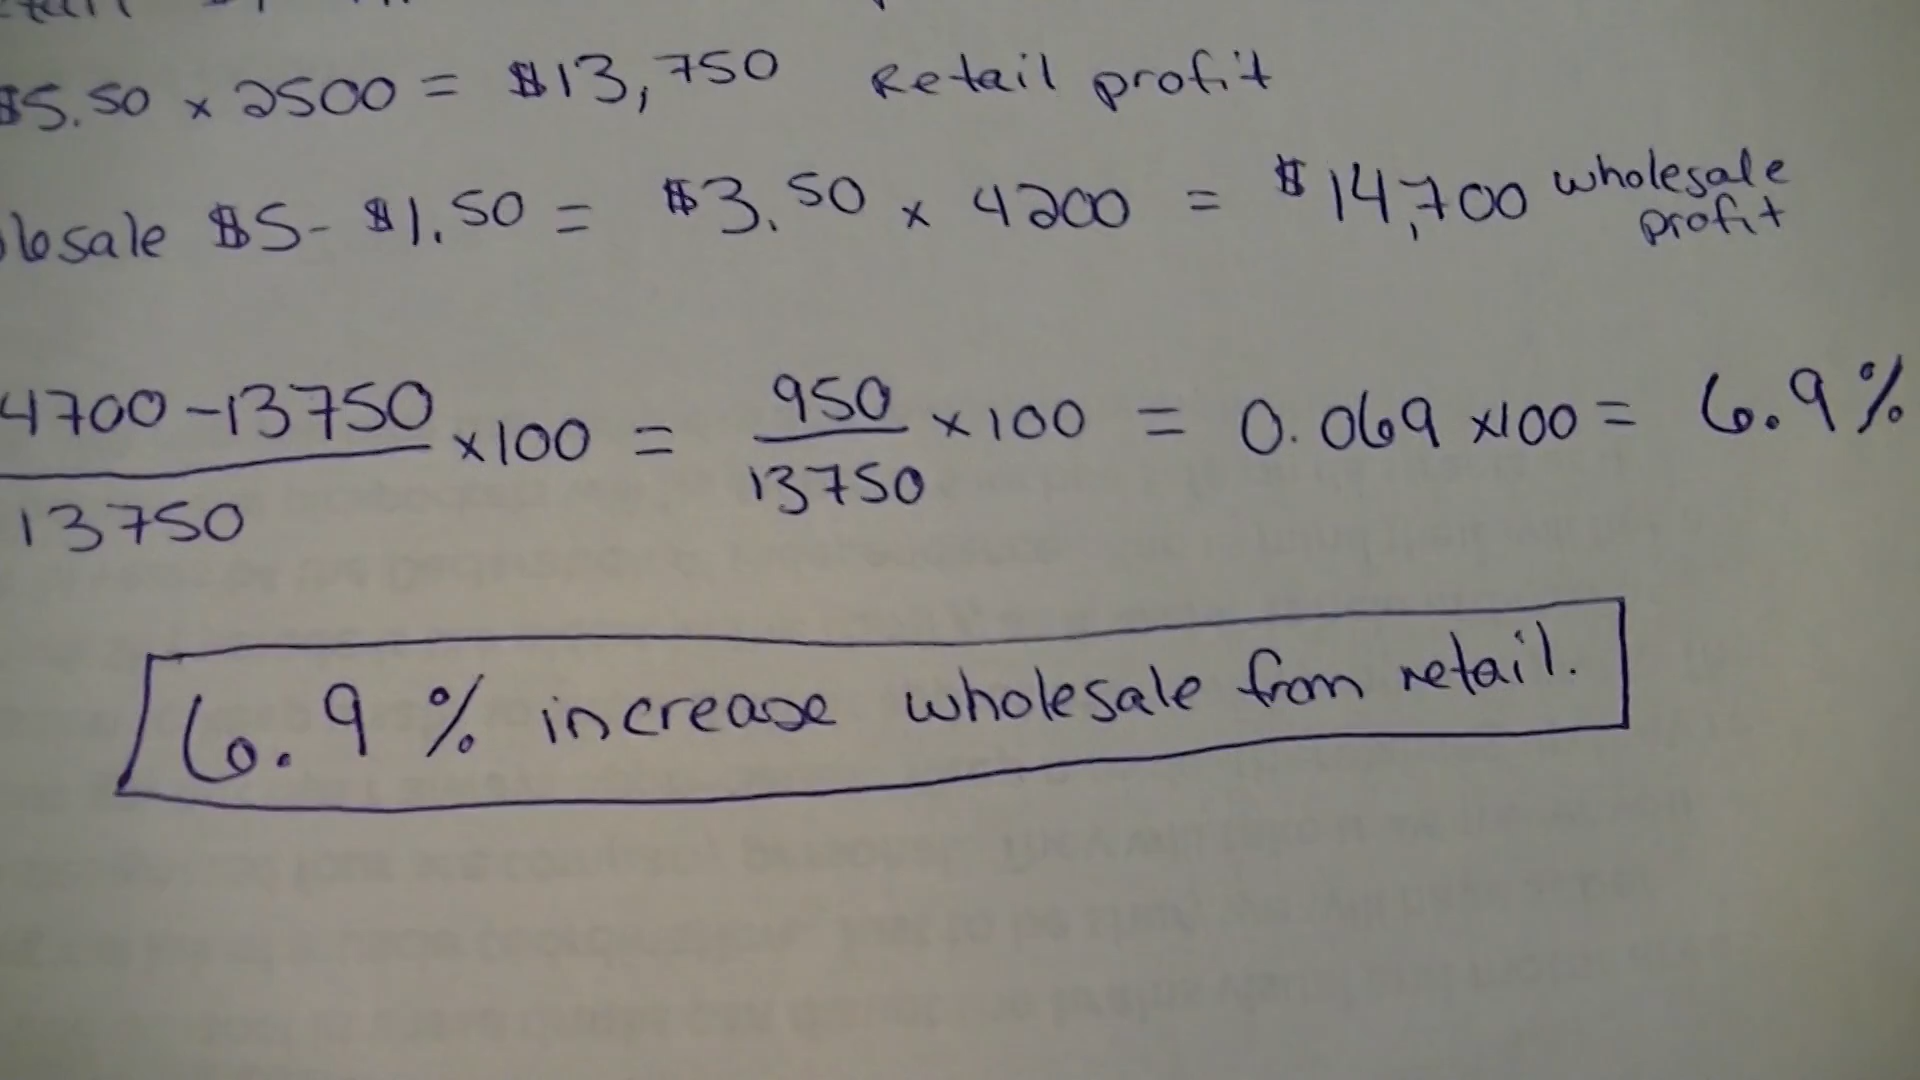 $5.50 x 2500 = $13,750 Retail profit
lesale $5 - $1.50 = $3.50 x 4200 = $14,700 wholesale profit
4700 - 13750 / 13750 x100 = 950 / 13750 x100 = 0.069 x100 = 6.9%
6.9% increase wholesale from retail.